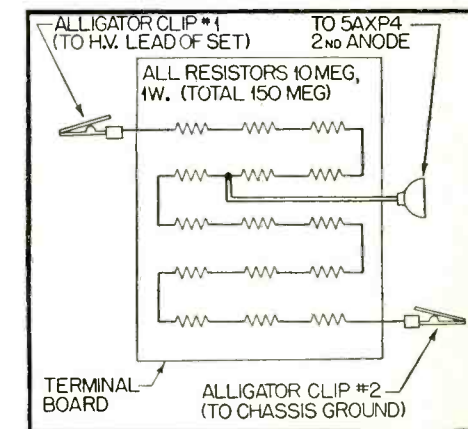 ALLIGATOR CLIP #1
(TO H.V. LEAD OF SET)
TO 5AXP4
2ND ANODE
ALL RESISTORS 10 MEG,
1W. (TOTAL 150 MEG)
TERMINAL
BOARD
ALLIGATOR CLIP #2
(TO CHASSIS GROUND)